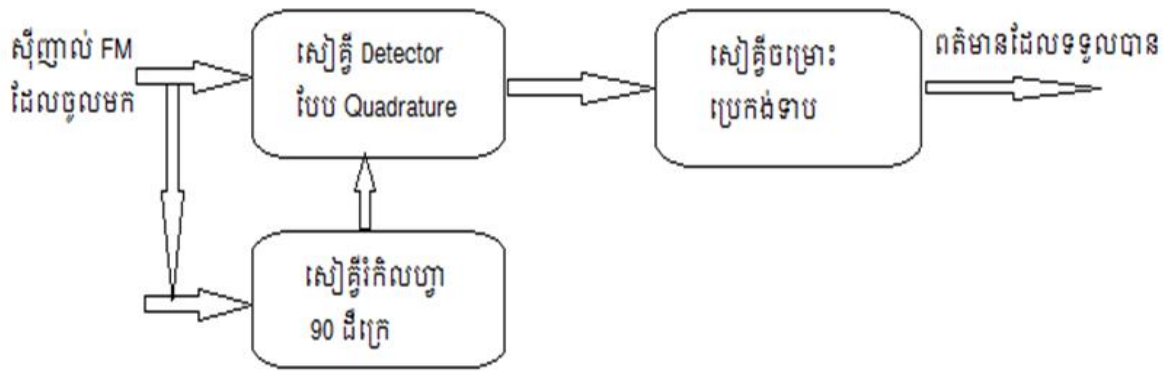 ស៊ីញាល់ FM
ដែលចូលមក
សៀគ្វី Detector
បែប Quadrature
សៀគ្វីចម្រោះ
ប្រេកង់ទាប
ពត៌មានដែលទទួលបាន
សៀគ្វីរំកិលហ្វា
90 ដឺក្រេ